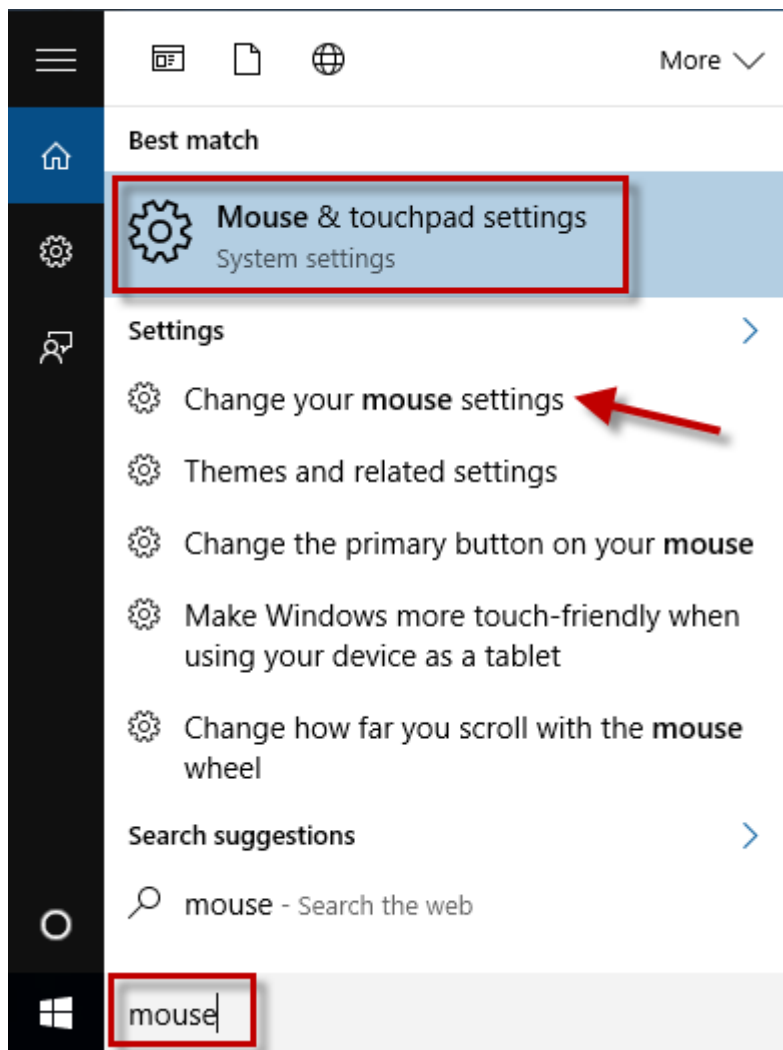 More
Best match
Mouse & touchpad settings
System settings
Settings
Change your mouse settings
Themes and related settings
Change the primary button on your mouse
Make Windows more touch-friendly when
using your device as a tablet
Change how far you scroll with the mouse
wheel
Search suggestions
mouse - Search the web
mouse